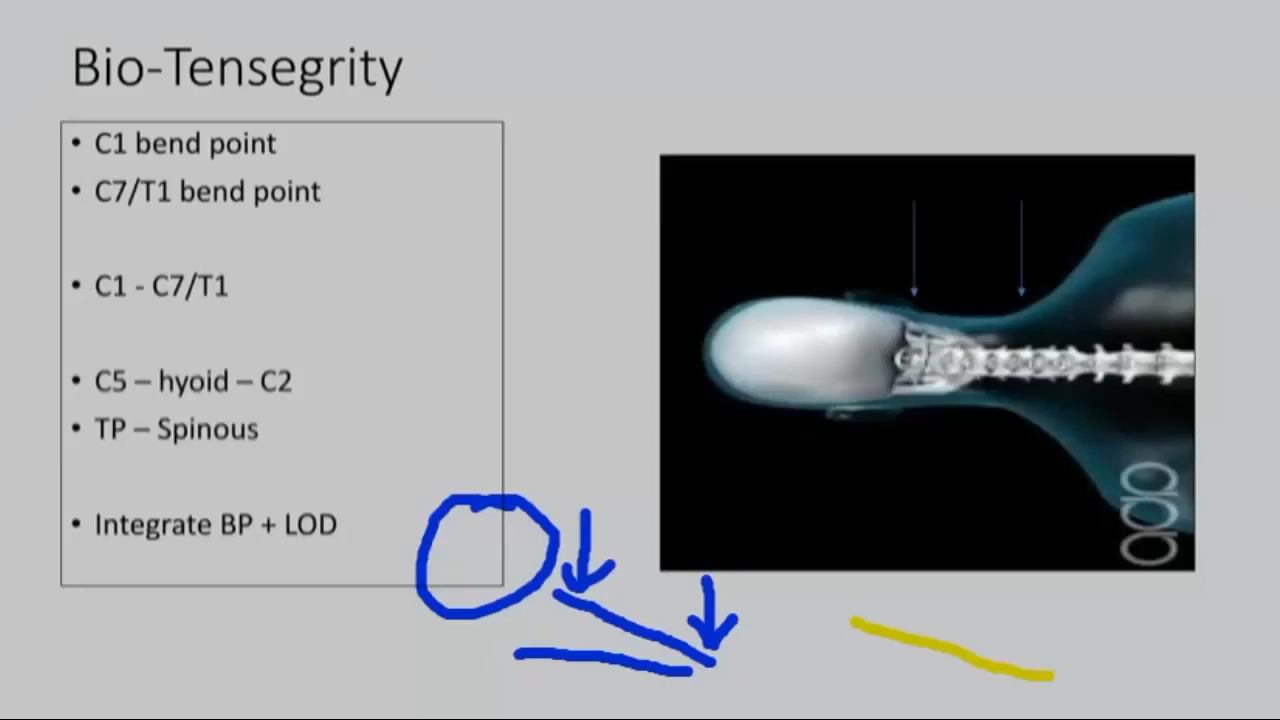 Bio-Tensegrity
• C1 bend point
• C7/T1 bend point
• C1 - C7/T1
• C5 – hyoid – C2
• TP – Spinous
• Integrate BP + LOD